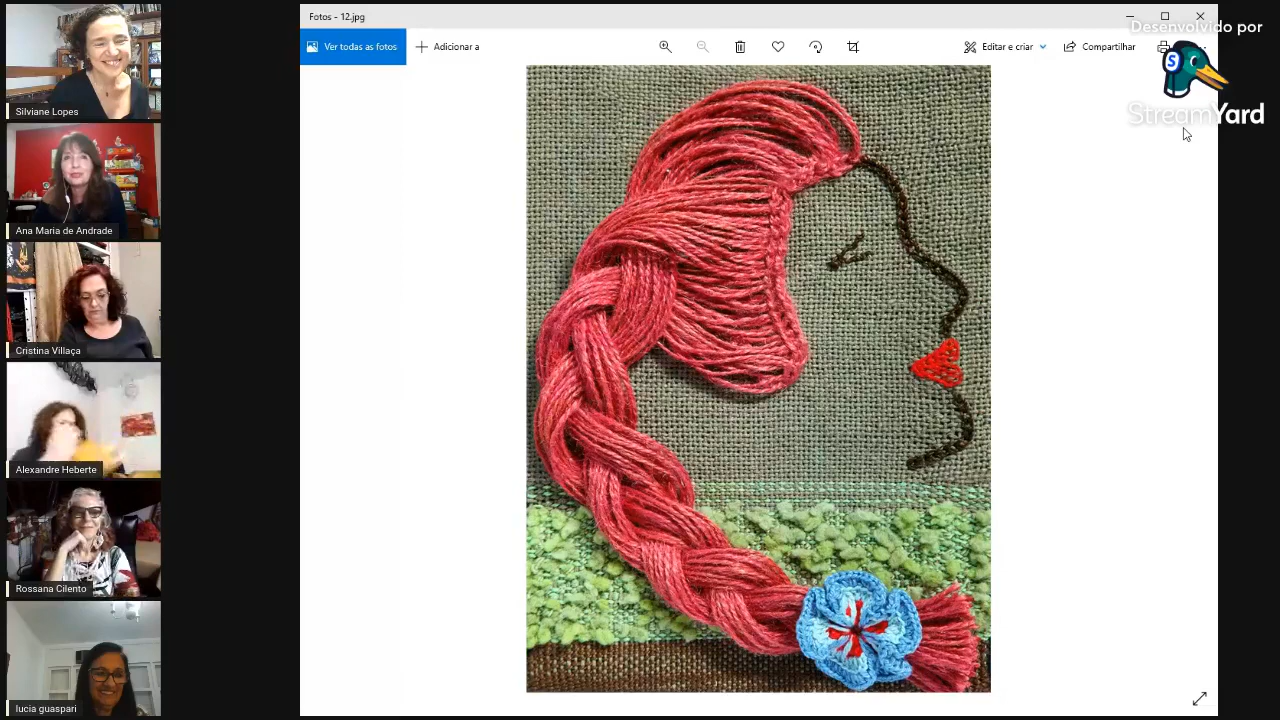 Fotos - 12.jpg
Desenvolvido por
Ver todas as fotos
Adicionar a
Editar e criar
Compartilhar
S
StreamYard
Silviane Lopes
Ana Maria de Andrade
Cristina Villaça
Alexandre Heberte
Rossana Cilento
lucia guaspari